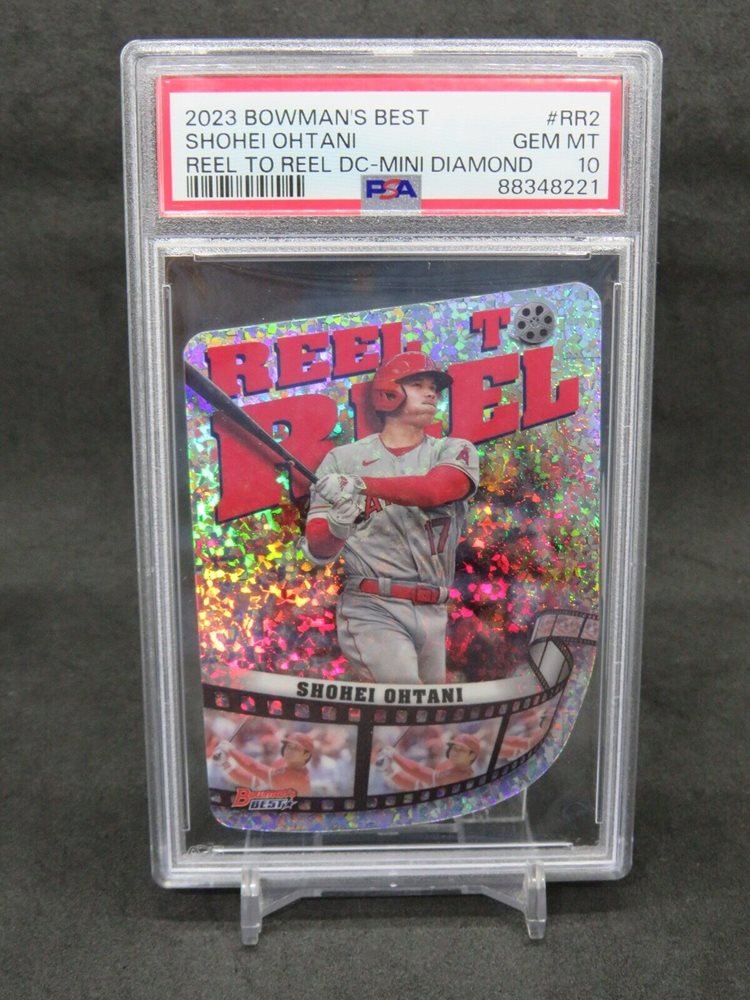 2023 BOWMAN'S BEST #RR2
SHOHEI OHTANI GEM MT
REEL TO REEL DC-MINI DIAMOND 10
PSA 88348221
REEL T
REEL
A
17
SHOHEI OHTANI
Bowman's
BEST